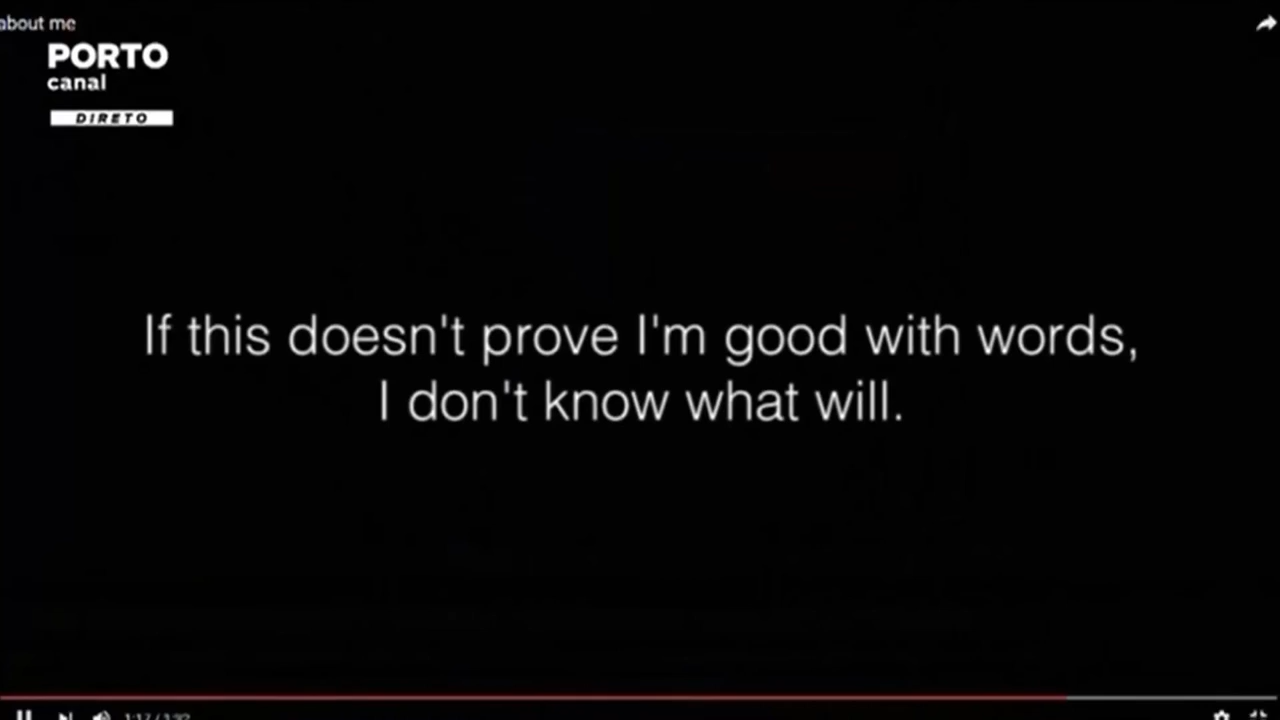 about me
PORTO
canal
DIRETO
If this doesn't prove I'm good with words,
I don't know what will.